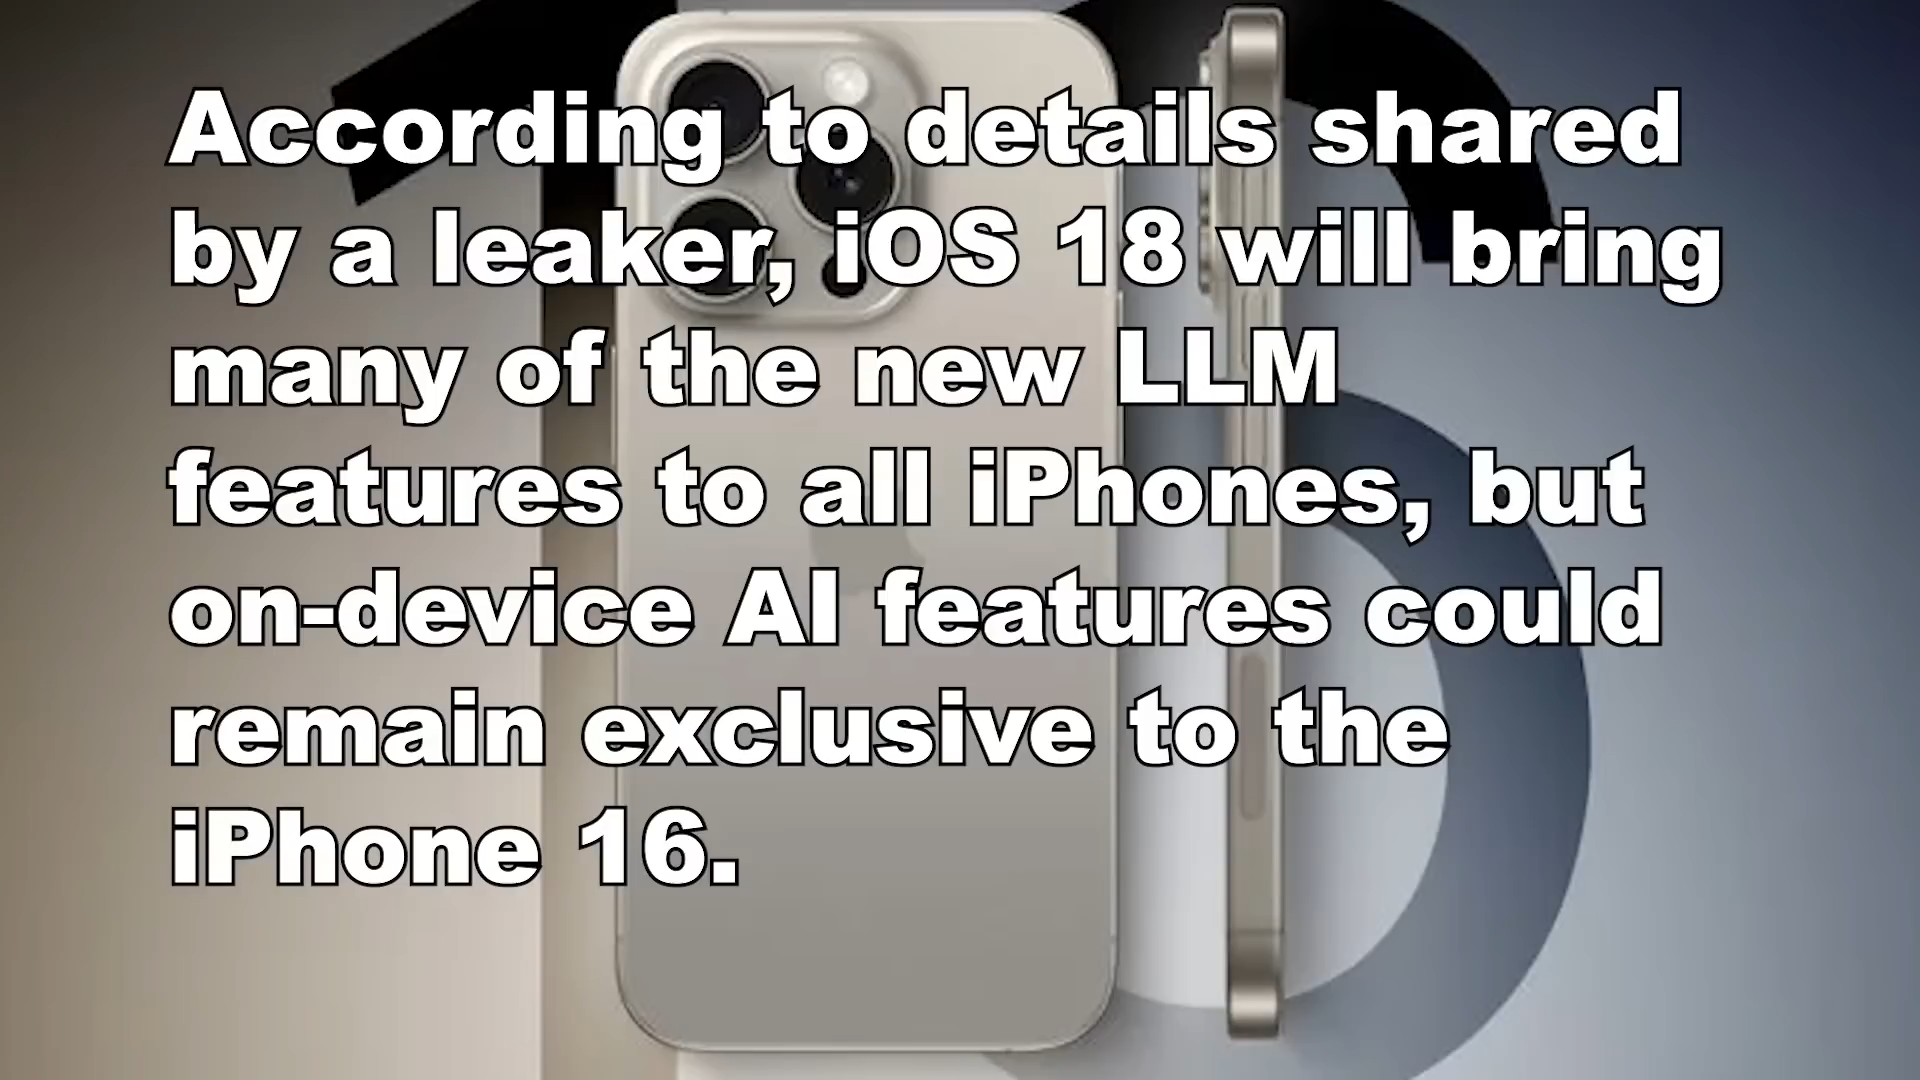 According to details shared
by a leaker, iOS 18 will bring
many of the new LLM
features to all iPhones, but
on-device AI features could
remain exclusive to the
iPhone 16.